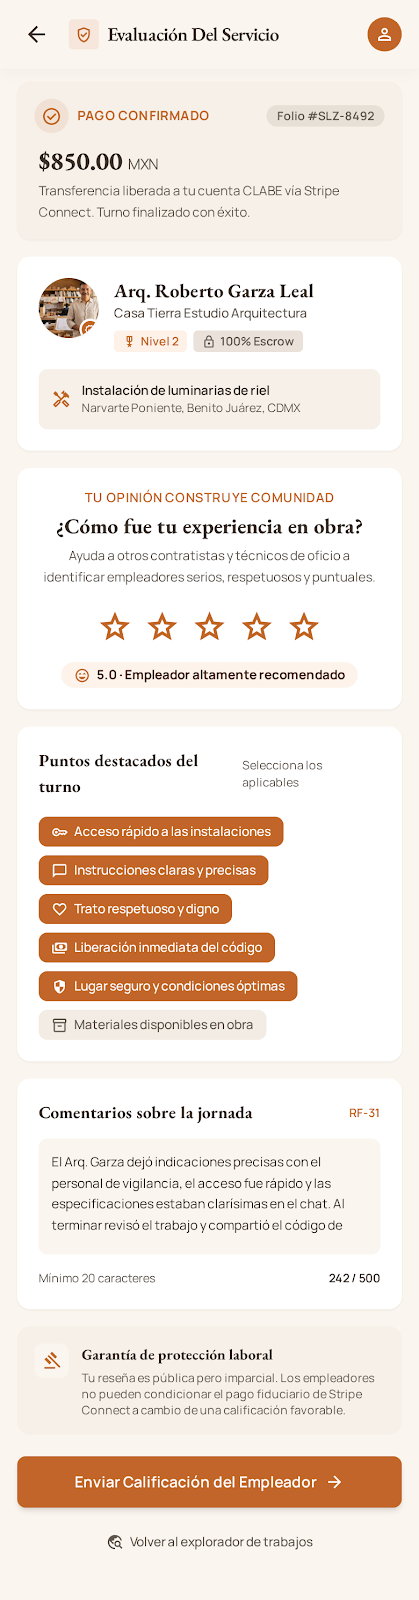 Evaluación Del Servicio
PAGO CONFIRMADO
Folio #SLZ-8492
$850.00 MXN
Transferencia liberada a tu cuenta CLABE vía Stripe
Connect. Turno finalizado con éxito.
Arq. Roberto Garza Leal
Casa Tierra Estudio Arquitectura
Nivel 2
100% Escrow
Instalación de luminarias de riel
Narvarte Poniente, Benito Juárez, CDMX
TU OPINIÓN CONSTRUYE COMUNIDAD
¿Cómo fue tu experiencia en obra?
Ayuda a otros contratistas y técnicos de oficio a
identificar empleadores serios, respetuosos y puntuales.
5.0 · Empleador altamente recomendado
Puntos destacados del
turno
Selecciona los
aplicables
Acceso rápido a las instalaciones
Instrucciones claras y precisas
Trato respetuoso y digno
Liberación inmediata del código
Lugar seguro y condiciones óptimas
Materiales disponibles en obra
Comentarios sobre la jornada
RF-31
El Arq. Garza dejó indicaciones precisas con el
personal de vigilancia, el acceso fue rápido y las
especificaciones estaban clarísimas en el chat. Al
terminar revisó el trabajo y compartió el código de
Mínimo 20 caracteres
242 / 500
Garantía de protección laboral
Tu reseña es pública pero imparcial. Los empleadores
no pueden condicionar el pago fiduciario de Stripe
Connect a cambio de una calificación favorable.
Enviar Calificación del Empleador
Volver al explorador de trabajos